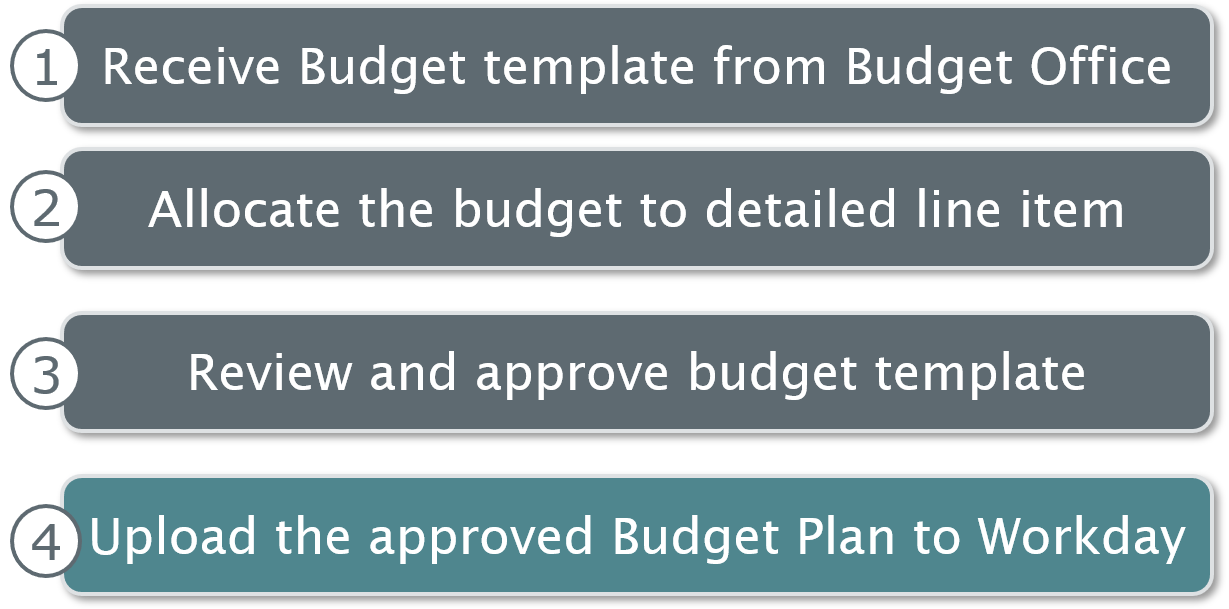 1 Receive Budget template from Budget Office
2 Allocate the budget to detailed line item
3 Review and approve budget template
4 Upload the approved Budget Plan to Workday